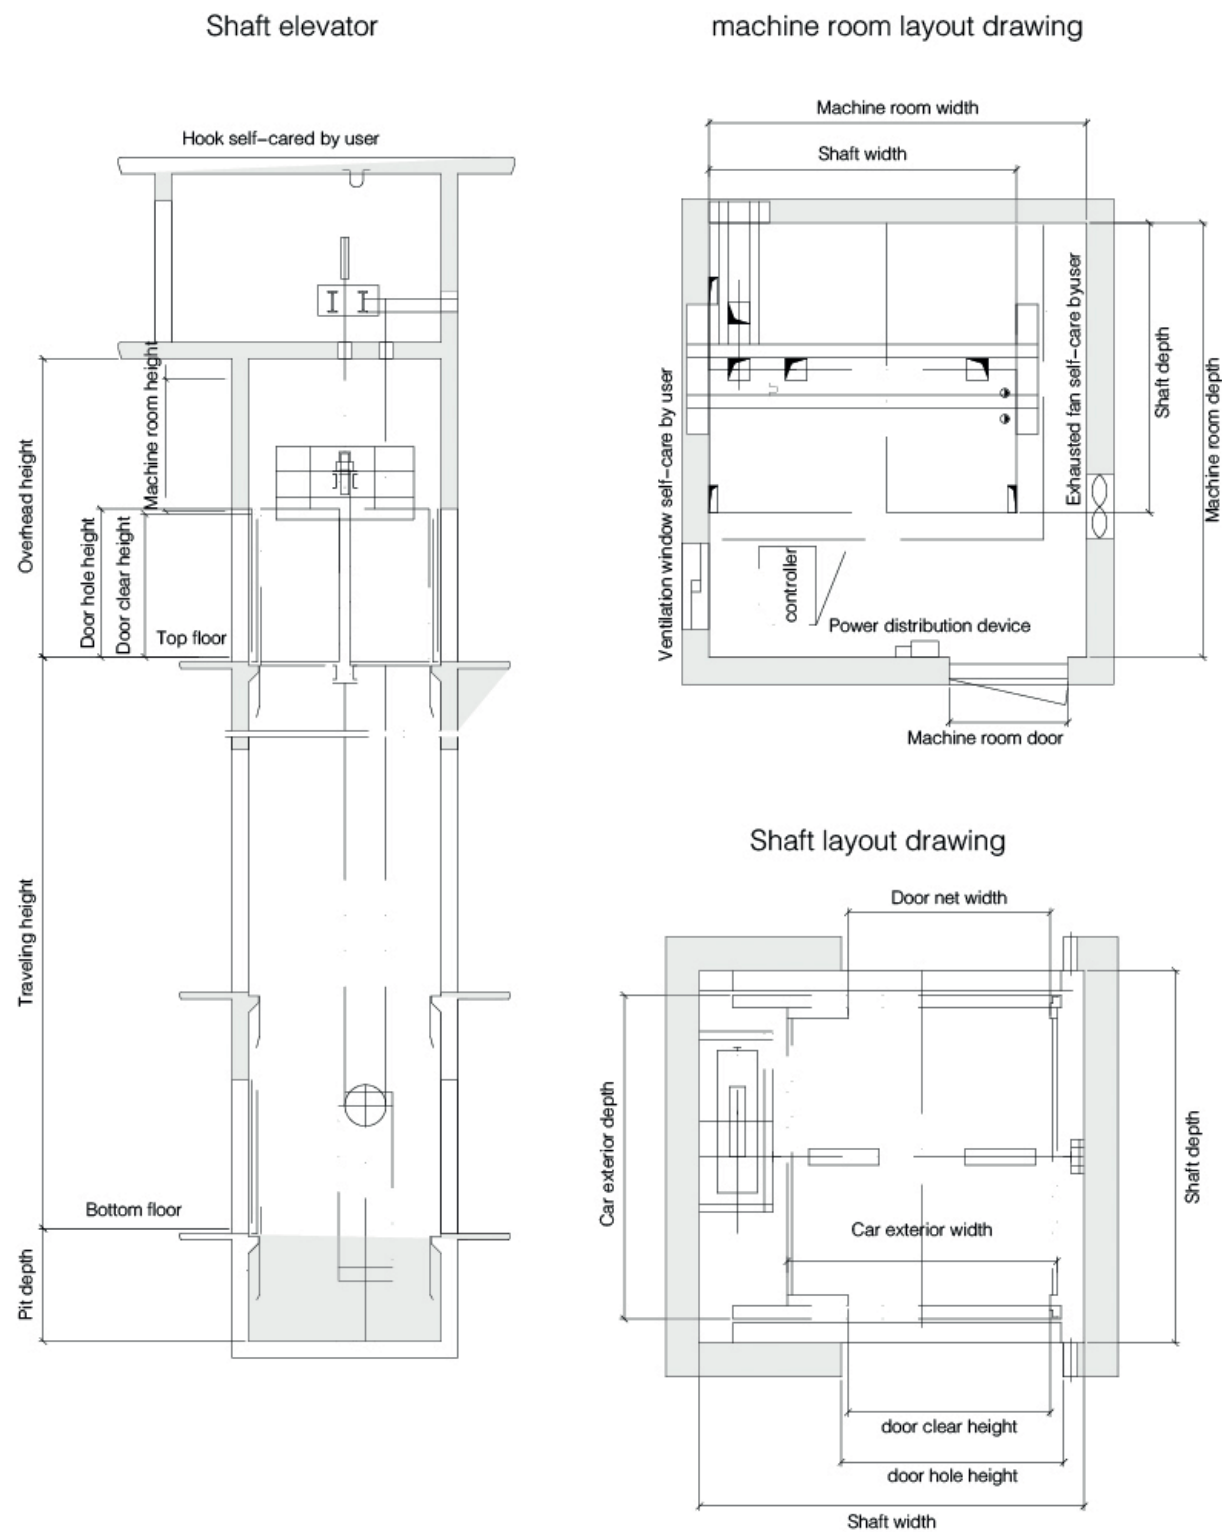 Shaft elevator
Hook self-cared by user
Machine room height
Overhead height
Door hole height
Door clear height
Top floor
Traveling height
Bottom floor
Pit depth
machine room layout drawing
Machine room width
Shaft width
Ventilation window self-care by user
Exhausted fan self-care byuser
Shaft depth
Machine room depth
controller
Power distribution device
Machine room door
Shaft layout drawing
Door net width
Car exterior depth
Shaft depth
Car exterior width
door clear height
door hole height
Shaft width